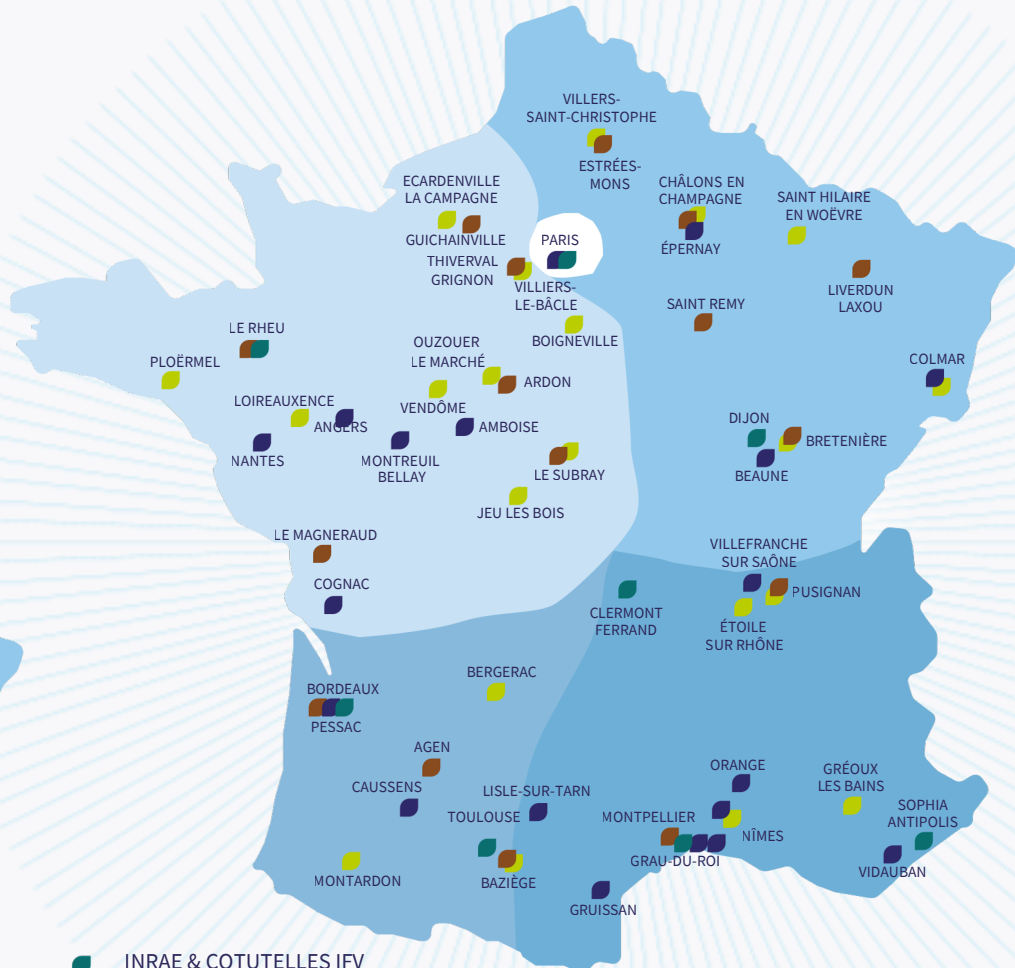 VILLERS-
SAINT-CHRISTOPHE
ESTRÉES-
MONS
ECARDENVILLE
LA CAMPAGNE
CHÂLONS EN
CHAMPAGNE
SAINT HILAIRE
EN WOËVRE
GUICHAINVILLE
PARIS
ÉPERNAY
THIVERVAL
GRIGNON
VILLIERS-
LE-BÂCLE
LIVERDUN
LAXOU
SAINT REMY
LE RHEU
OUZOUER
LE MARCHÉ
BOIGNEVILLE
PLOËRMEL
ARDON
COLMAR
LOIREAUXENCE
VENDÔME
ANGERS
AMBOISE
DIJON
BRETENIÈRE
NANTES
MONTREUIL
BELLAY
LE SUBRAY
BEAUNE
JEU LES BOIS
LE MAGNERAUD
VILLEFRANCHE
SUR SAÔNE
COGNAC
PUSIGNAN
CLERMONT
FERRAND
ÉTOILE
SUR RHÔNE
BERGERAC
BORDEAUX
PESSAC
AGEN
ORANGE
GRÉOUX
LES BAINS
CAUSSENS
LISLE-SUR-TARN
SOPHIA
ANTIPOLIS
TOULOUSE
MONTPELLIER
NÎMES
GRAU-DU-ROI
VIDAUBAN
MONTARDON
BAZIÈGE
GRUISSAN
INRAE & COTUTELLES IFV